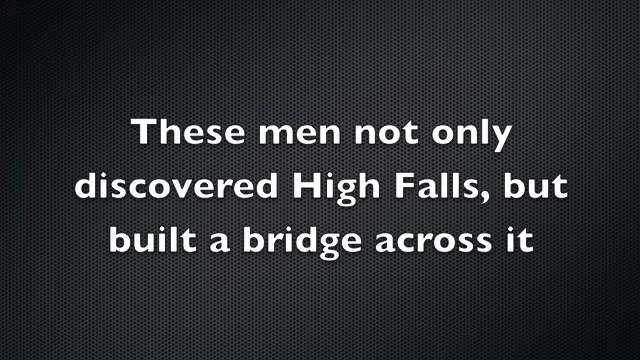 These men not only
discovered High Falls, but
built a bridge across it